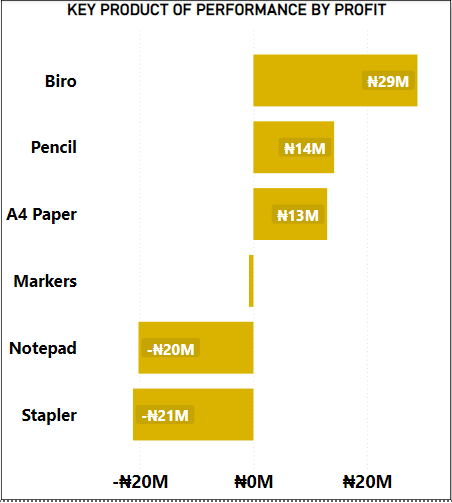 KEY PRODUCT OF PERFORMANCE BY PROFIT
Biro ₦29M
Pencil ₦14M
A4 Paper ₦13M
Markers
Notepad -₦20M
Stapler -₦21M
-₦20M ₦0M ₦20M